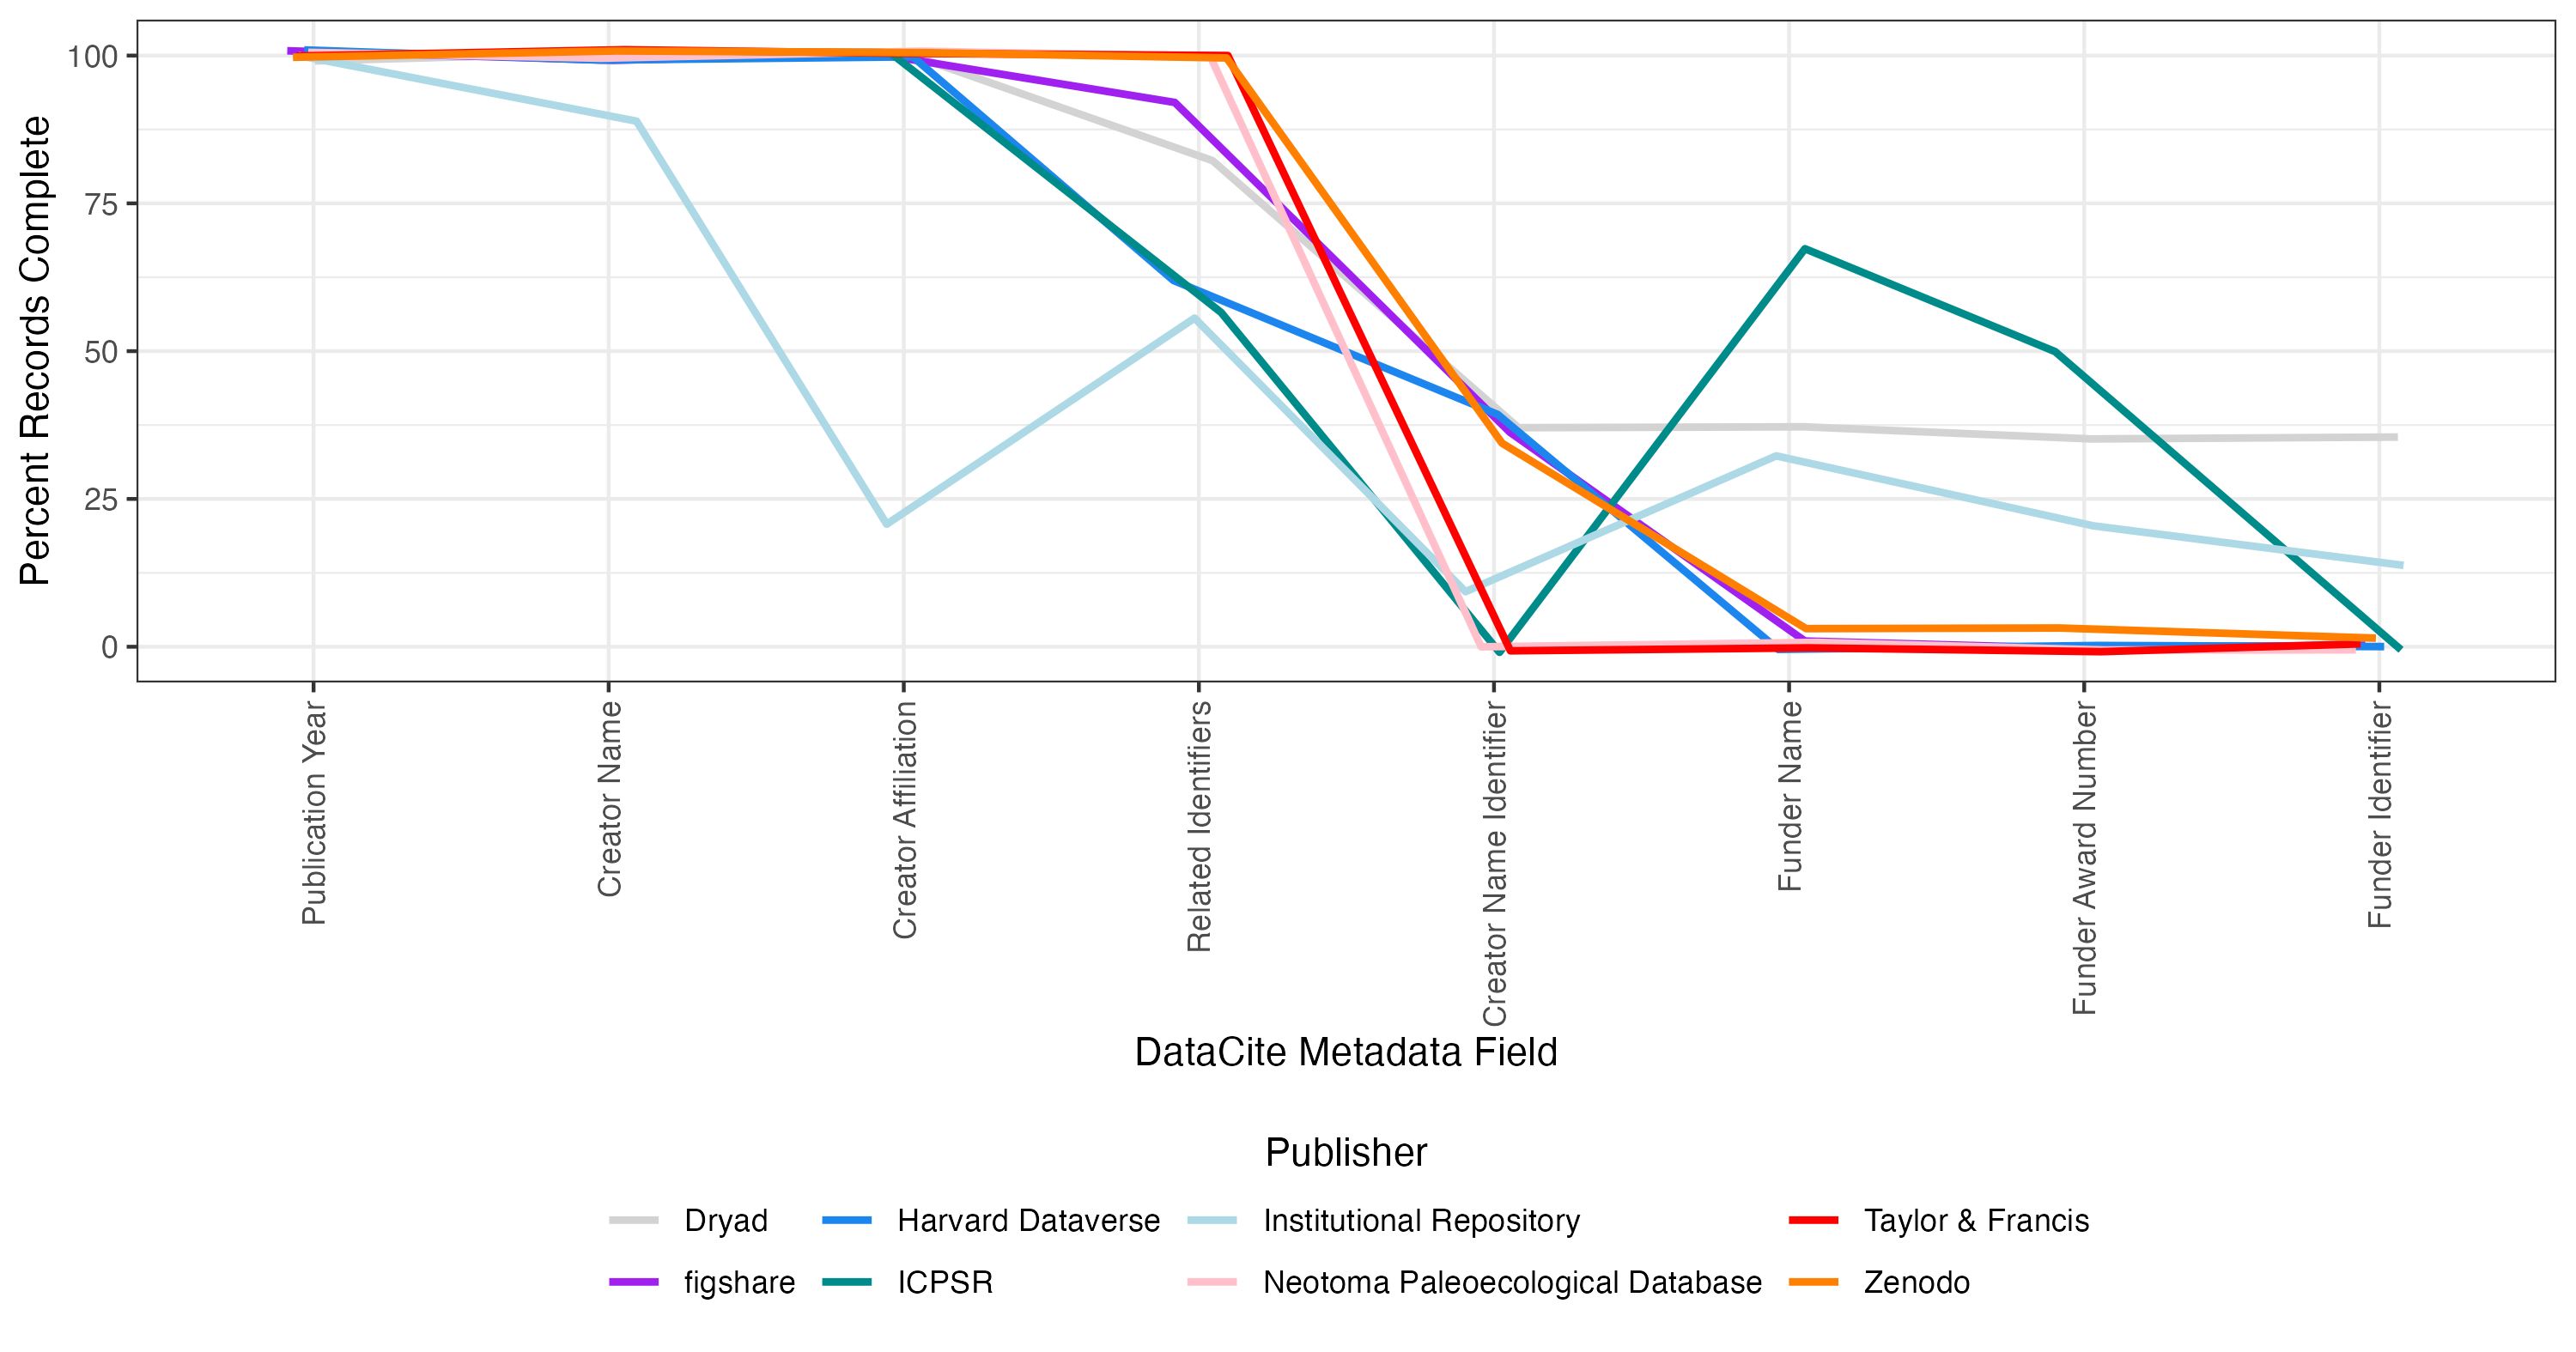 Percent Records Complete
100
75
50
25
0
Publication Year
Creator Name
Creator Affiliation
Related Identifiers
Creator Name Identifier
Funder Name
Funder Award Number
Funder Identifier
DataCite Metadata Field
Publisher
Dryad
Harvard Dataverse
Institutional Repository
Taylor & Francis
figshare
ICPSR
Neotoma Paleoecological Database
Zenodo